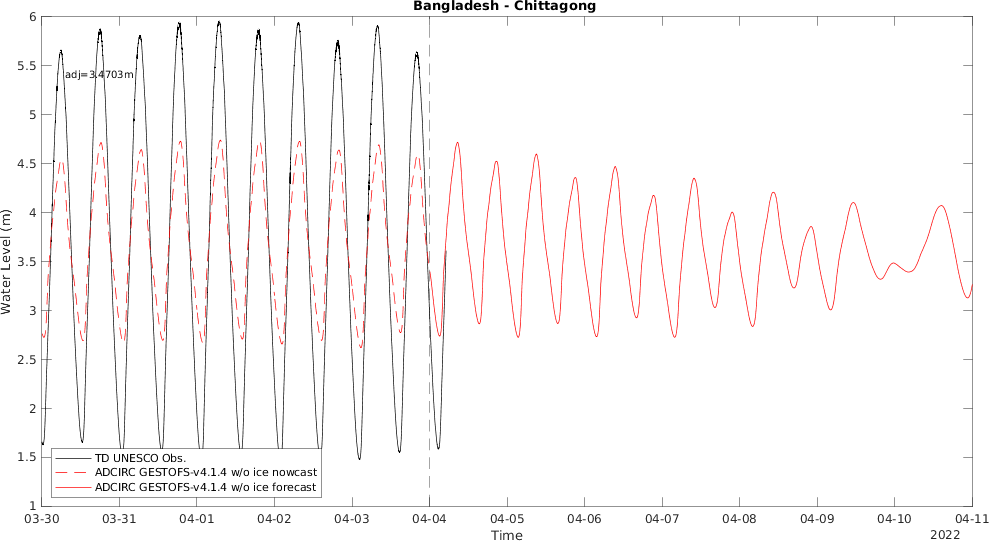 Bangladesh - Chittagong
6
5.5
5
4.5
4
3.5
3
2.5
2
1.5
1
Water Level (m)
adj=3.4703m
TD UNESCO Obs.
ADCIRC GESTOFS-v4.1.4 w/o ice nowcast
ADCIRC GESTOFS-v4.1.4 w/o ice forecast
03-30 03-31 04-01 04-02 04-03 04-04 04-05 04-06 04-07 04-08 04-09 04-10 04-11
Time
2022